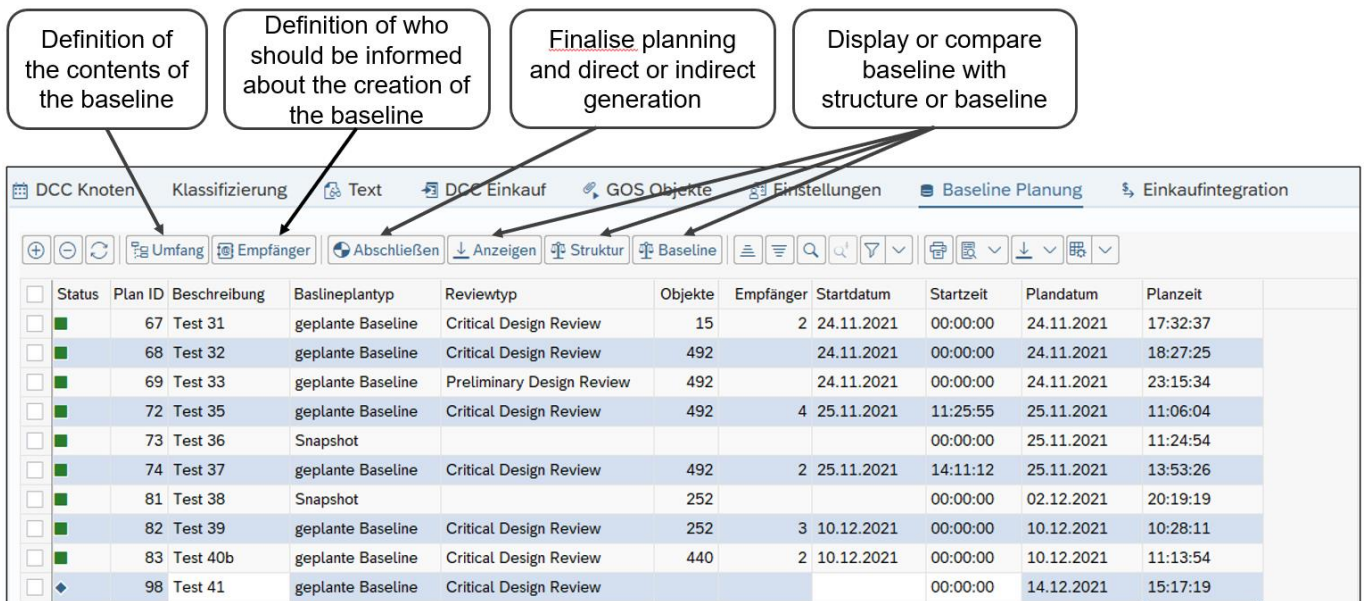 Definition of
the contents of
the baseline
Definition of who
should be informed
about the creation of
the baseline
Finalise planning
and direct or indirect
generation
Display or compare
baseline with
structure or baseline
DCC Knoten Klassifizierung Text DCC Einkauf GOS Objekte Einstellungen Baseline Planung Einkaufintegration
Umfang Empfänger Abschließen Anzeigen Struktur Baseline
Status Plan ID Beschreibung Baslineplantyp Reviewtyp Objekte Empfänger Startdatum Startzeit Plandatum Planzeit
67 Test 31 geplante Baseline Critical Design Review 15 2 24.11.2021 00:00:00 24.11.2021 17:32:37
68 Test 32 geplante Baseline Critical Design Review 492 24.11.2021 00:00:00 24.11.2021 18:27:25
69 Test 33 geplante Baseline Preliminary Design Review 492 24.11.2021 00:00:00 24.11.2021 23:15:34
72 Test 35 geplante Baseline Critical Design Review 492 4 25.11.2021 11:25:55 25.11.2021 11:06:04
73 Test 36 Snapshot 00:00:00 25.11.2021 11:24:54
74 Test 37 geplante Baseline Critical Design Review 492 2 25.11.2021 14:11:12 25.11.2021 13:53:26
81 Test 38 Snapshot 252 00:00:00 02.12.2021 20:19:19
82 Test 39 geplante Baseline Critical Design Review 252 3 10.12.2021 00:00:00 10.12.2021 10:28:11
83 Test 40b geplante Baseline Critical Design Review 440 2 10.12.2021 00:00:00 10.12.2021 11:13:54
98 Test 41 geplante Baseline Critical Design Review 00:00:00 14.12.2021 15:17:19